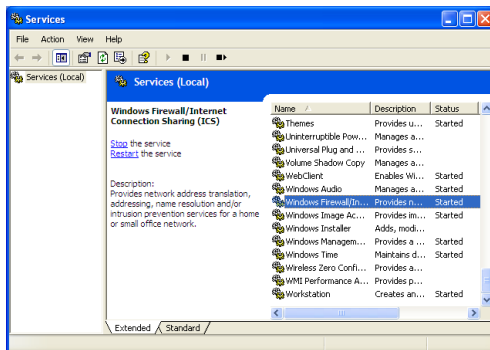 Services
File Action View Help
Services (Local)
Services (Local)
Windows Firewall/Internet
Connection Sharing (ICS)
Stop the service
Restart the service
Description:
Provides network address translation,
addressing, name resolution and/or
intrusion prevention services for a home
or small office network.
Name Description Status
Themes Provides u... Started
Uninterruptible Pow... Manages a...
Universal Plug and ... Provides s...
Volume Shadow Copy Manages a...
WebClient Enables Wi... Started
Windows Audio Manages a... Started
Windows Firewall/In... Provides n... Started
Windows Image Ac... Provides im... Started
Windows Installer Adds, modi...
Windows Managem... Provides a ... Started
Windows Time Maintains d... Started
Wireless Zero Confi... Provides a...
WMI Performance A... Provides p...
Workstation Creates an... Started
Extended Standard